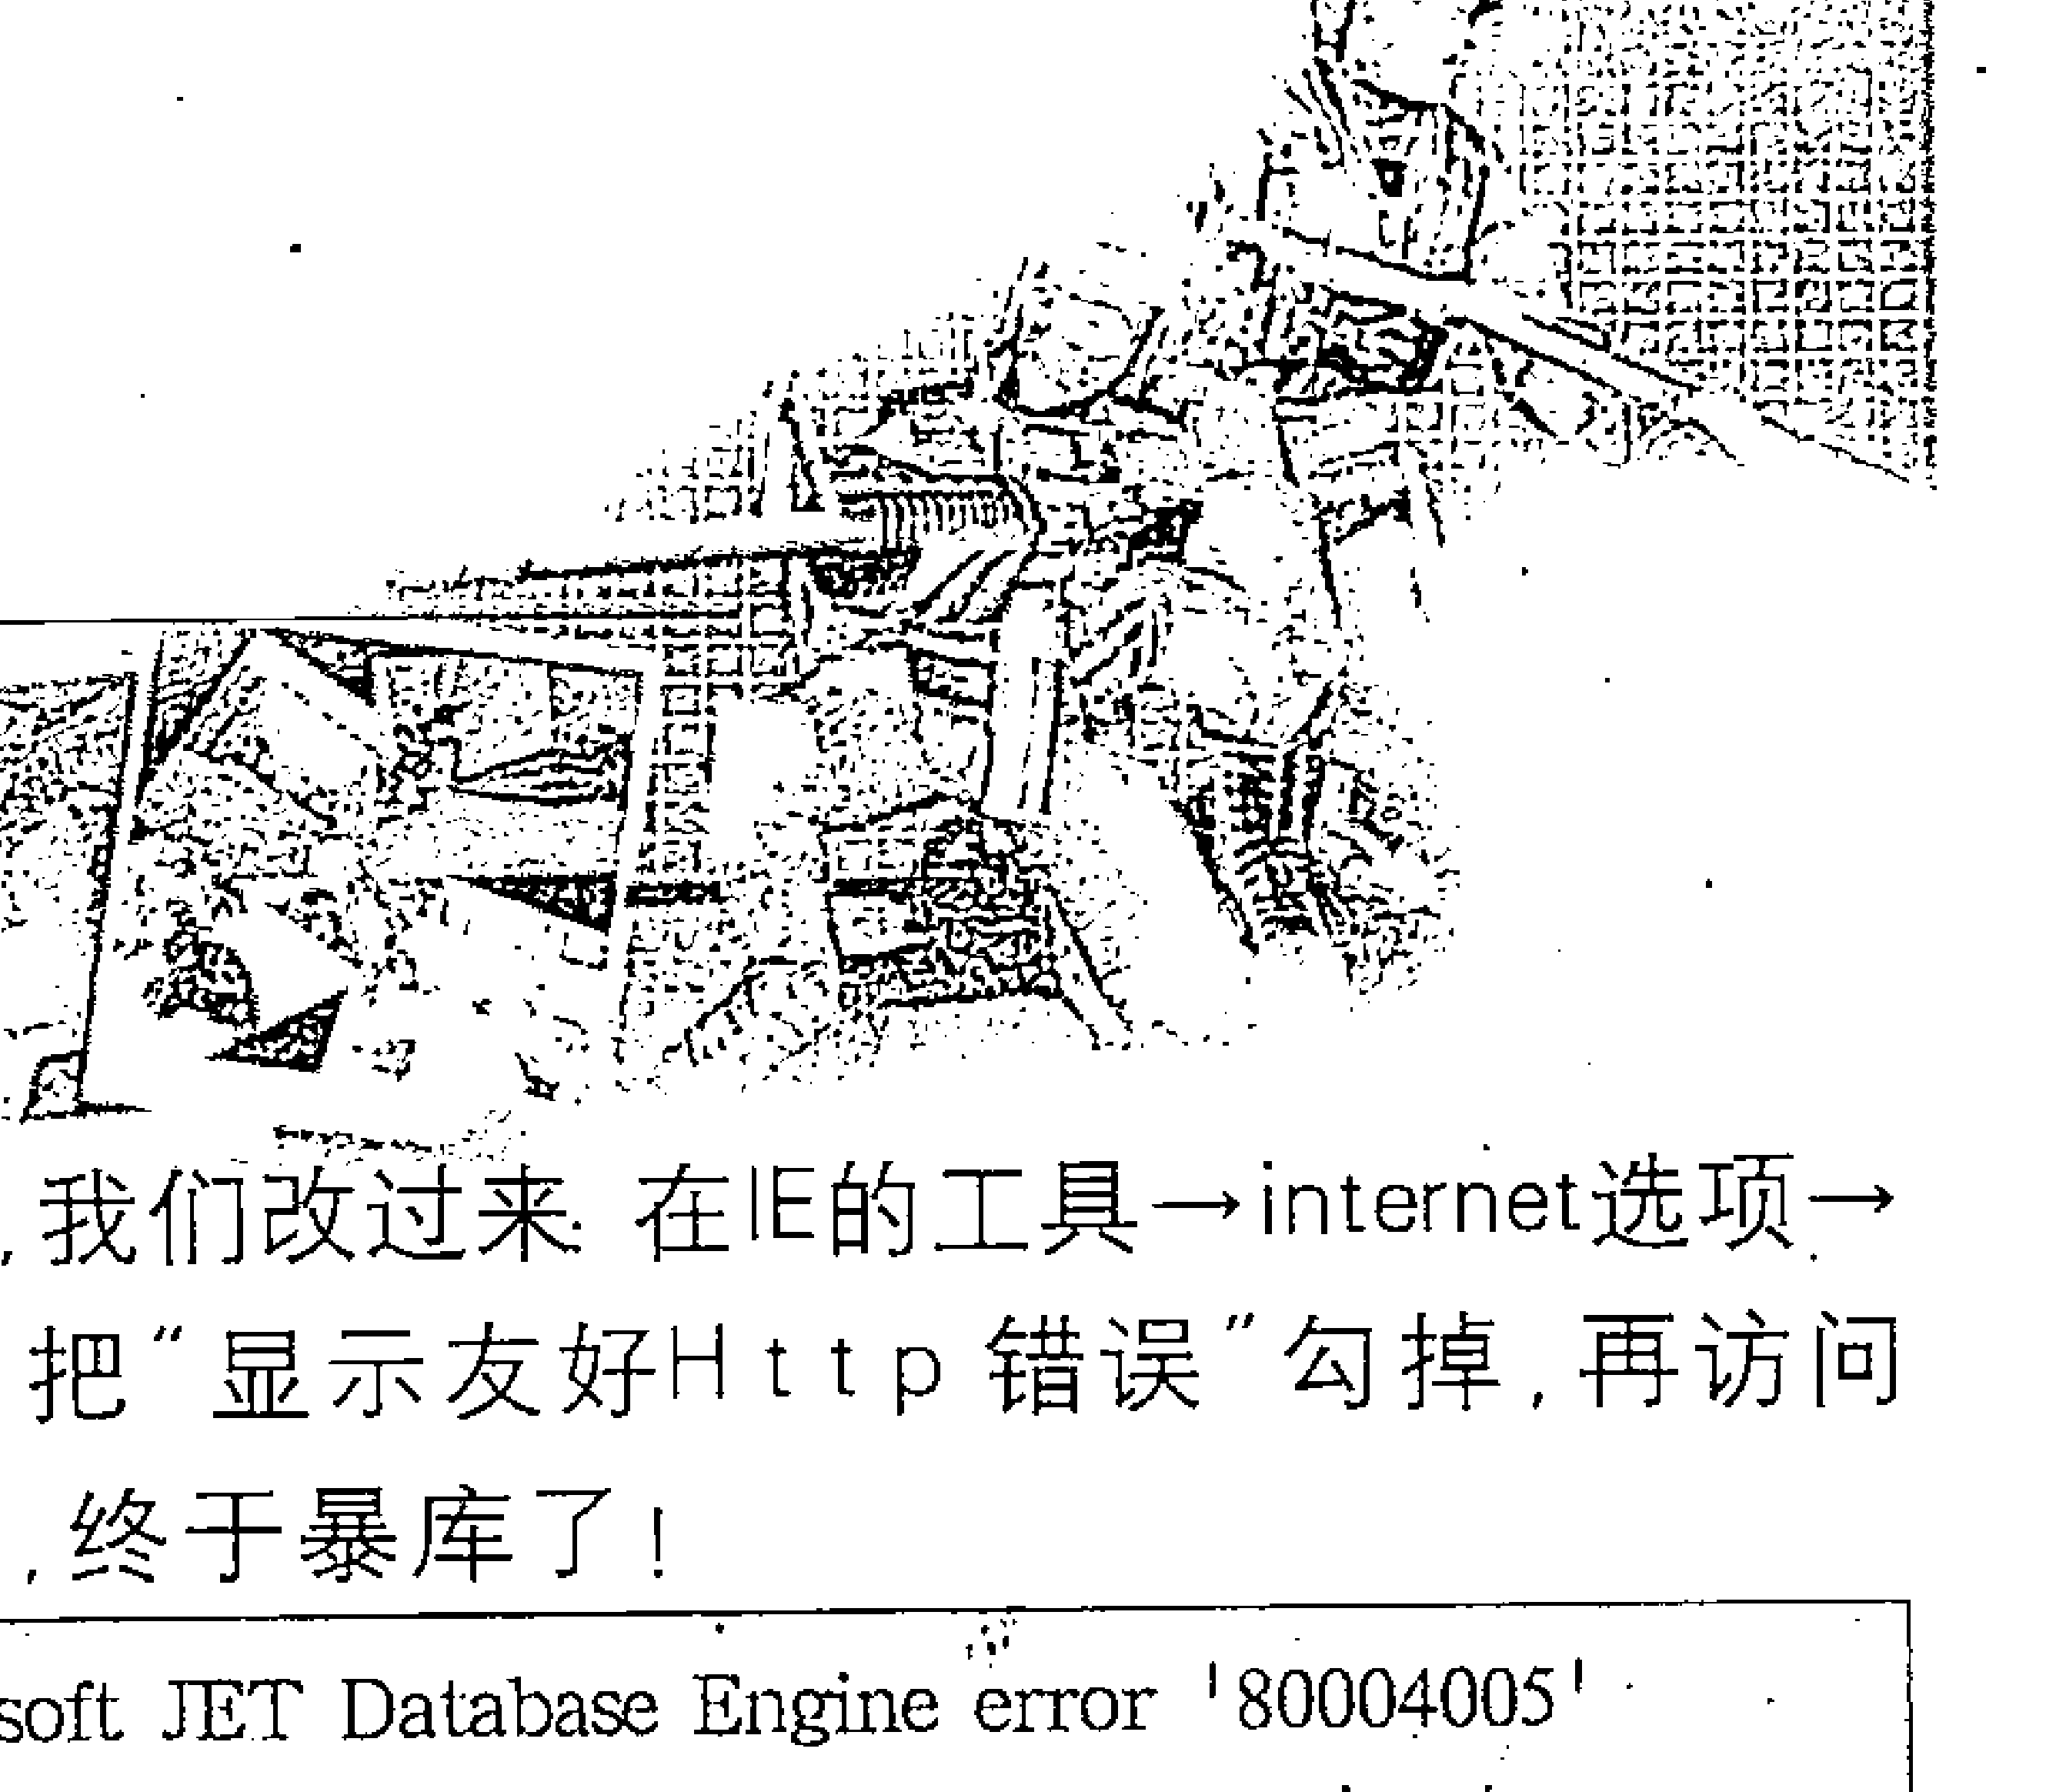 ,我们改过来: 在IE的工具→internet选项→
把“显示友好Http 错误”勾掉,再访问
,终于暴库了!
soft JET Database Engine error '80004005'